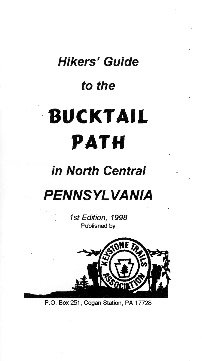 Hikers' Guide
to the
BUCKTAIL
PATH
in North Central
PENNSYLVANIA
1st Edition, 1998
Published by
KEYSTONE TRAILS
ASSOCIATION
P.O. Box 251, Cogan Station, PA 17728